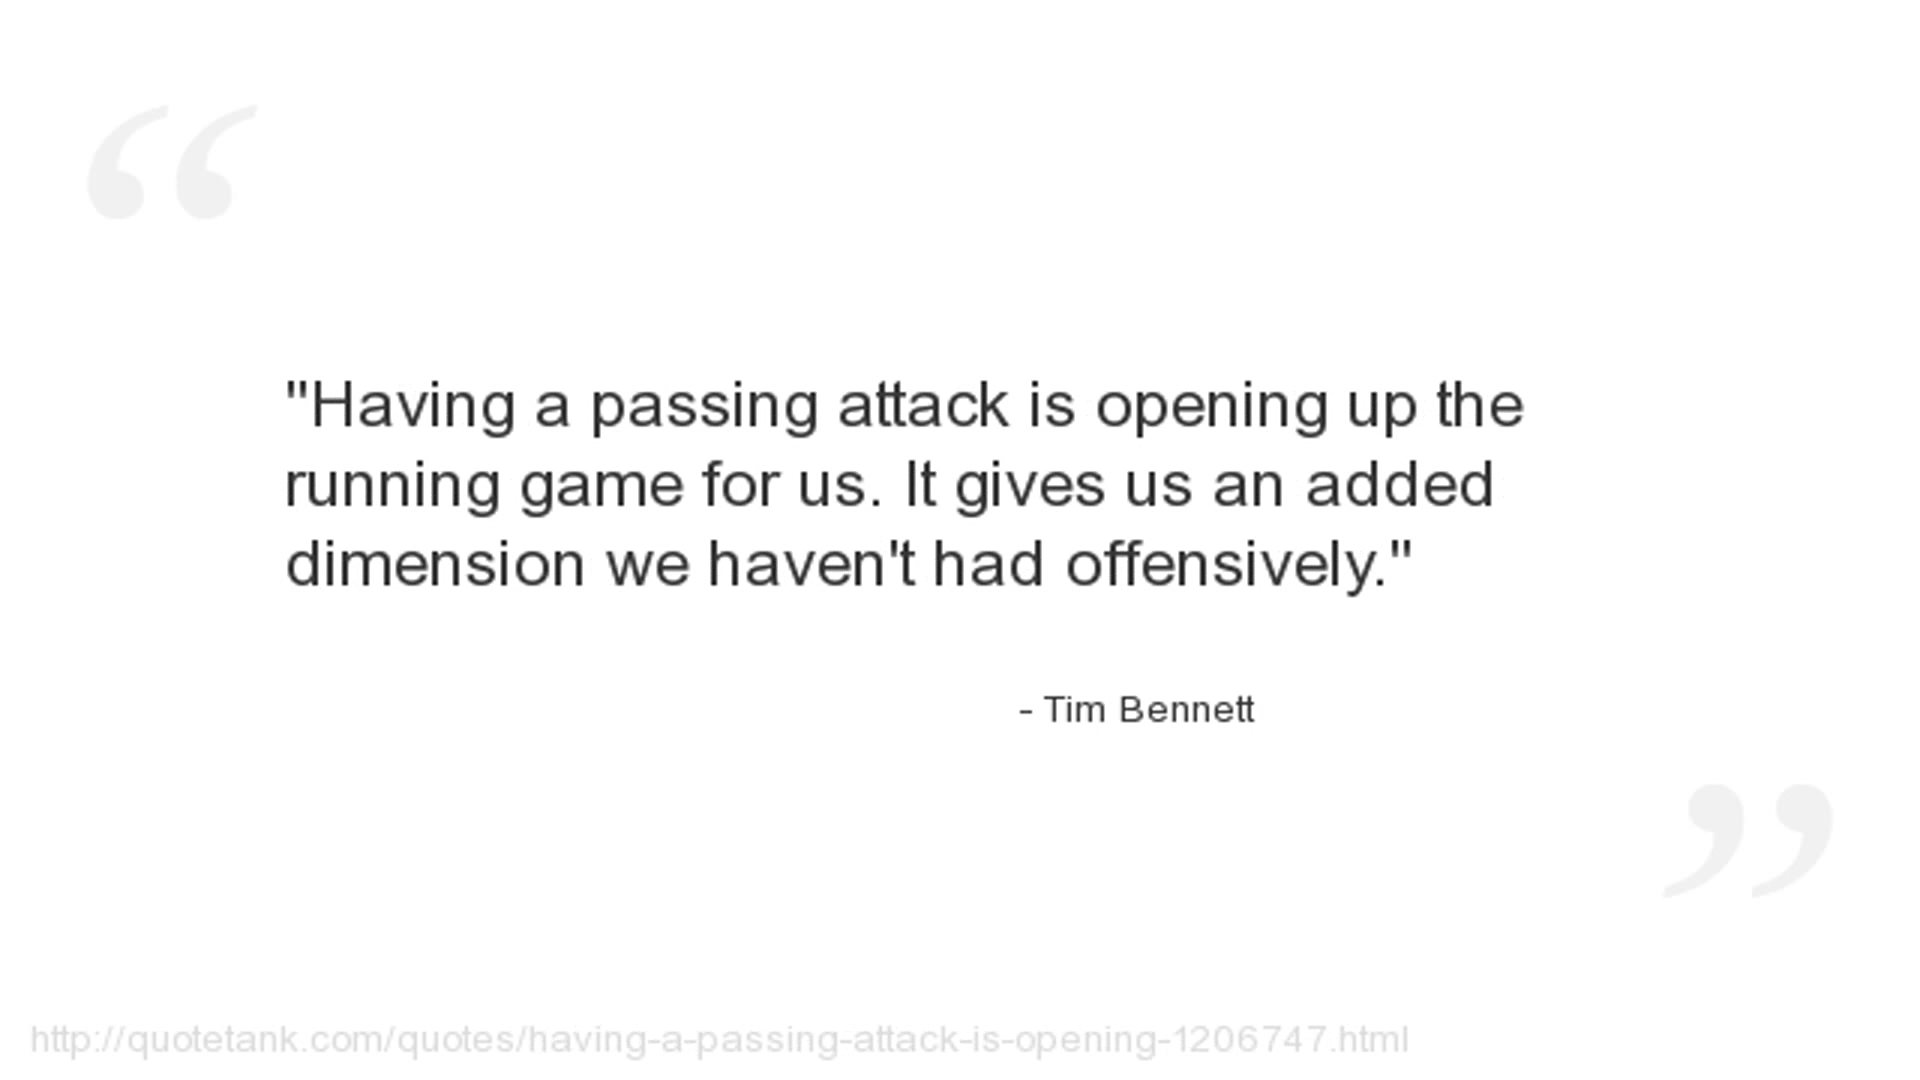 "Having a passing attack is opening up the
running game for us. It gives us an added
dimension we haven't had offensively."
- Tim Bennett
http://quotetank.com/quotes/having-a-passing-attack-is-opening-1206747.html